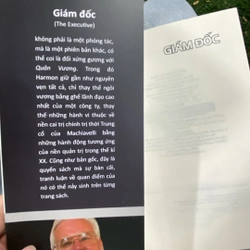 Giám đốc
(The Executive)
không phải là một phóng tác,
mà là một phiên bản khác, có
thể coi là đối xứng gương với
Quân Vương. Trong đó
Harmon giữ gần như nguyên
vẹn tất cả, chỉ thay thế ngôi
vương bằng ghế lãnh đạo cao
nhất của một công ty, thay
thế những hành vi thuộc về
nền cai trị chính trị thời Trung
cổ của Machiavelli bằng
những hành động tương ứng
của nền quản trị trong thế kỉ
XX. Cũng như bản gốc, đây là
quyển sách mà sự bàn cãi,
tranh luận về quan điểm của
nó có thể nảy sinh trên từng
trang sách.
GIÁM ĐỐC